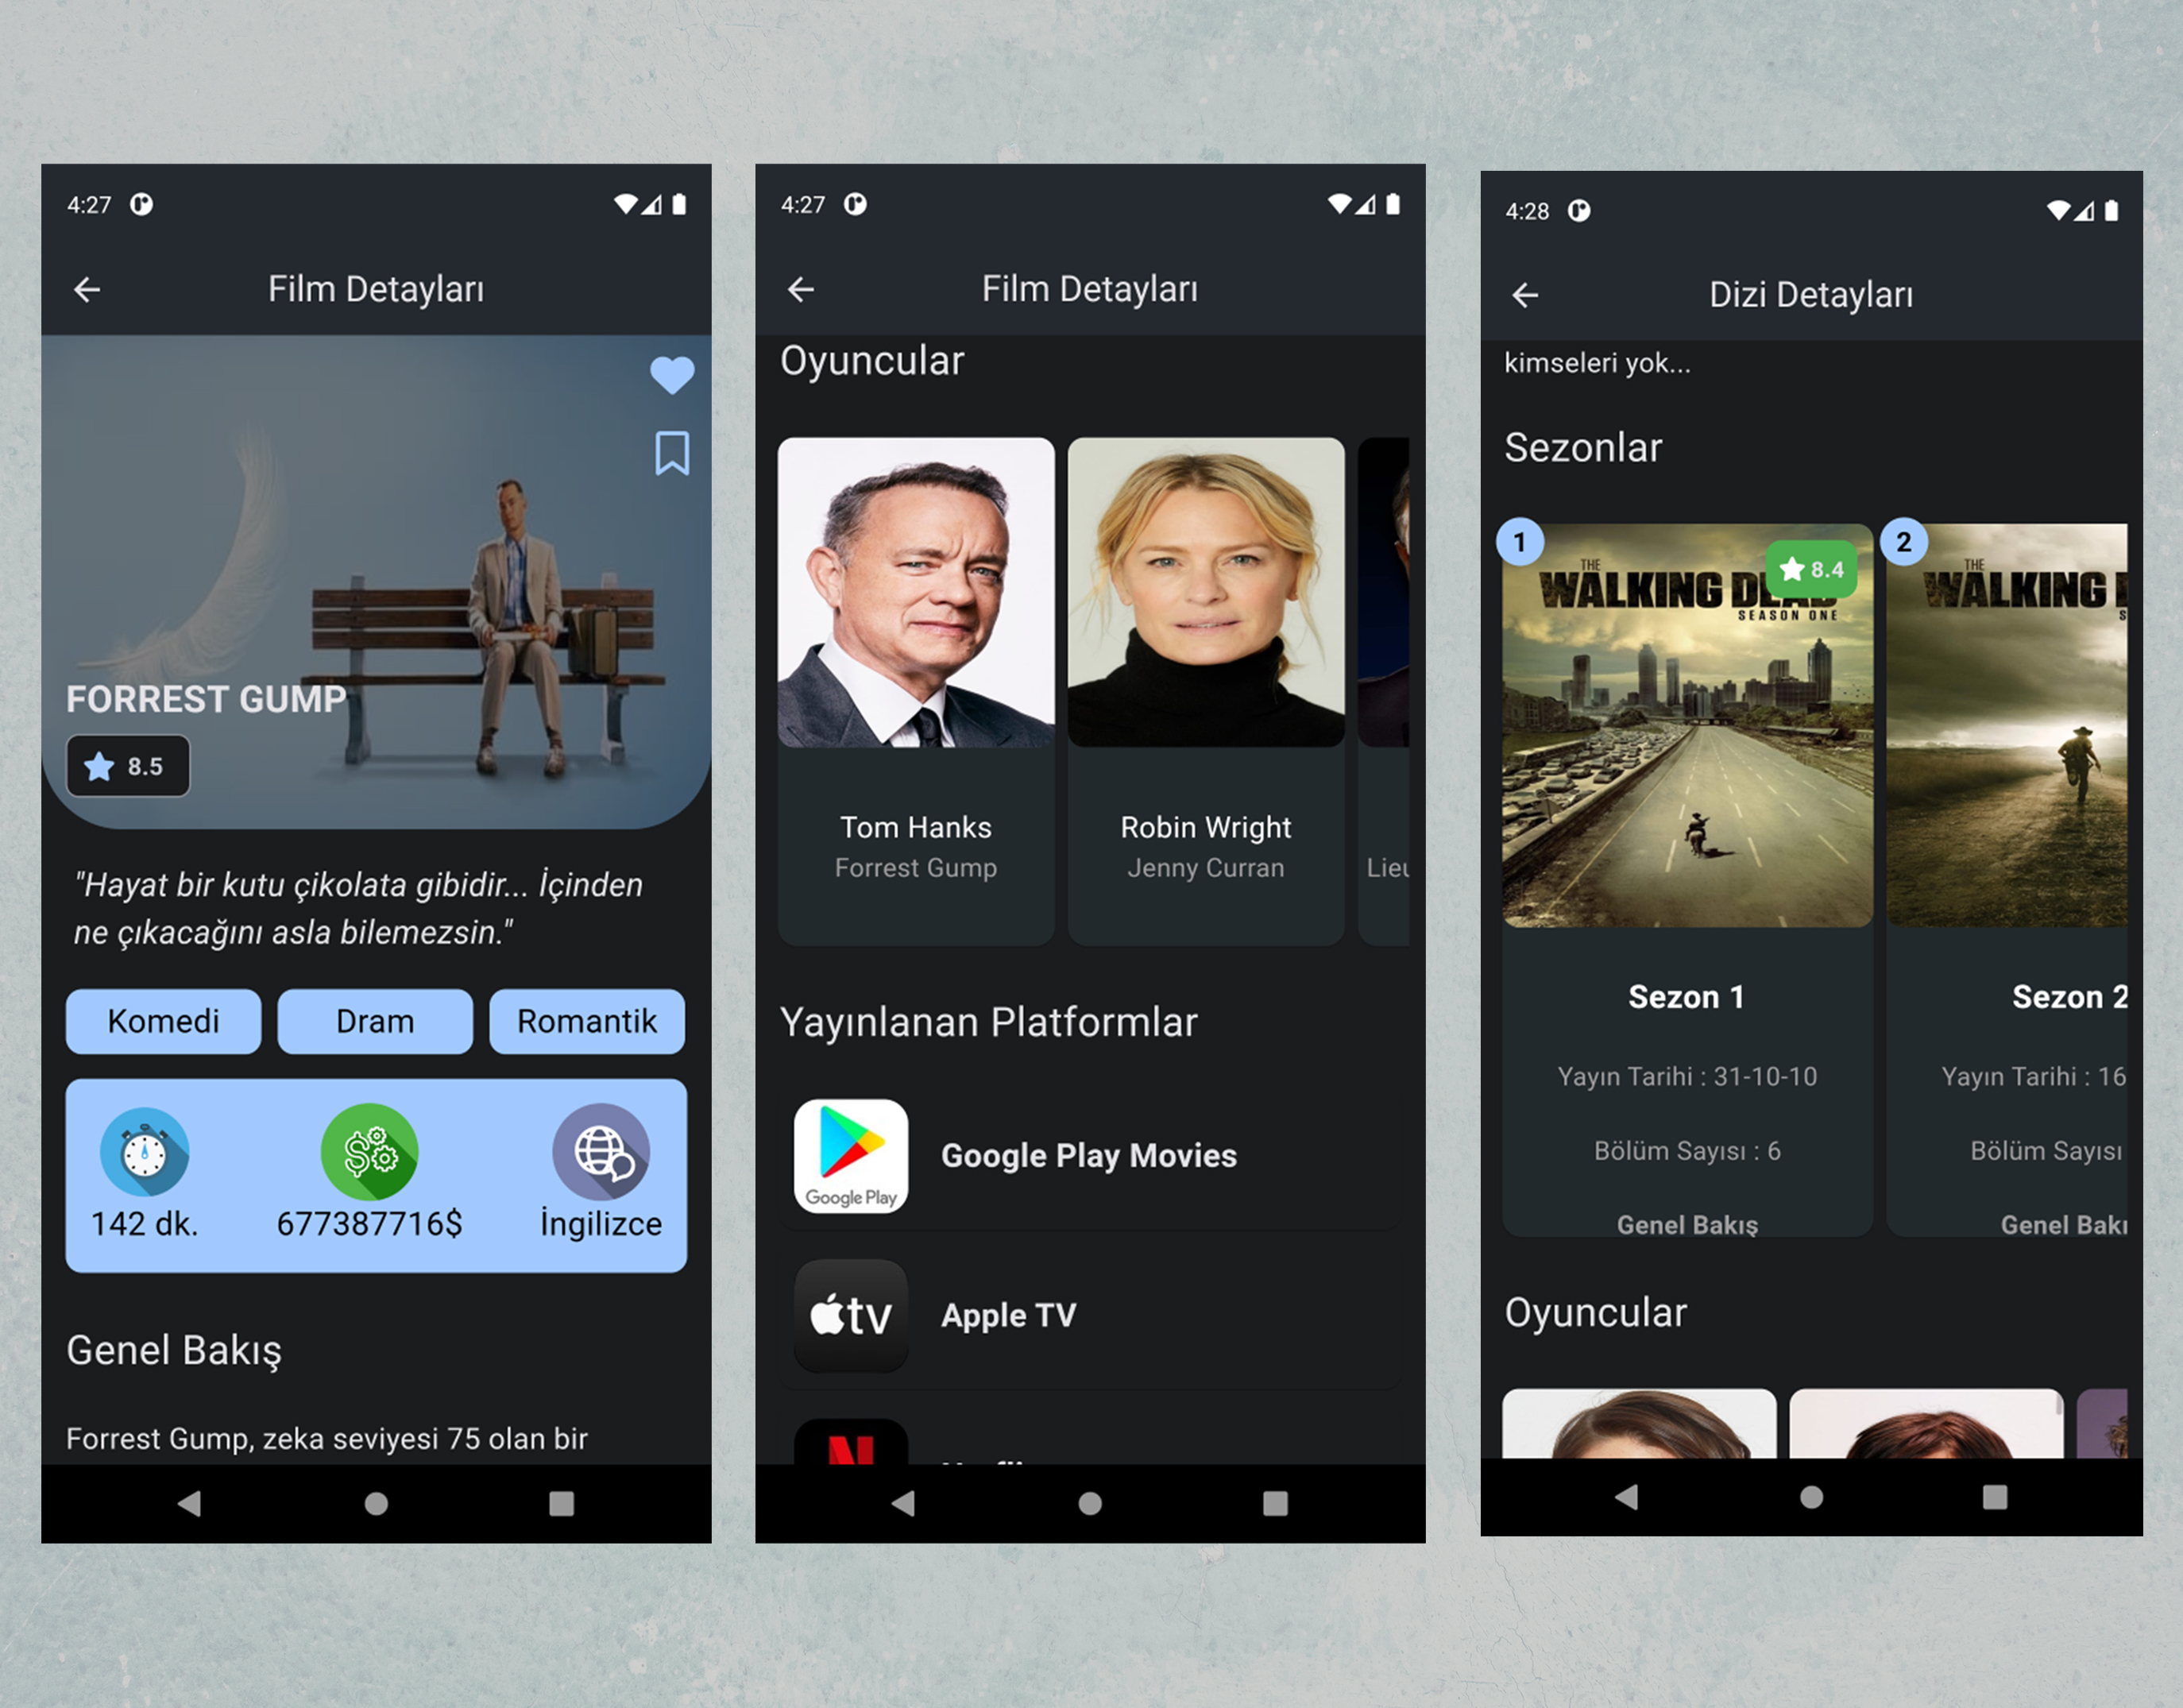 4:27
Film Detayları
FORREST GUMP
8.5
"Hayat bir kutu çikolata gibidir... İçinden
ne çıkacağını asla bilemezsin."
Komedi Dram Romantik
142 dk. 677387716$ İngilizce
Genel Bakış
Forrest Gump, zeka seviyesi 75 olan bir
4:27
Film Detayları
Oyuncular
Tom Hanks Robin Wright
Forrest Gump Jenny Curran
Yayınlanan Platformlar
Google Play Google Play Movies
tv Apple TV
4:28
Dizi Detayları
kimseleri yok...
Sezonlar
1 8.4 2
THE THE
WALKING DEAD WALKING
SEASON ONE
Sezon 1 Sezon 2
Yayın Tarihi : 31-10-10 Yayın Tarihi : 16
Bölüm Sayısı : 6 Bölüm Sayısı
Genel Bakış Genel Bakı
Oyuncular